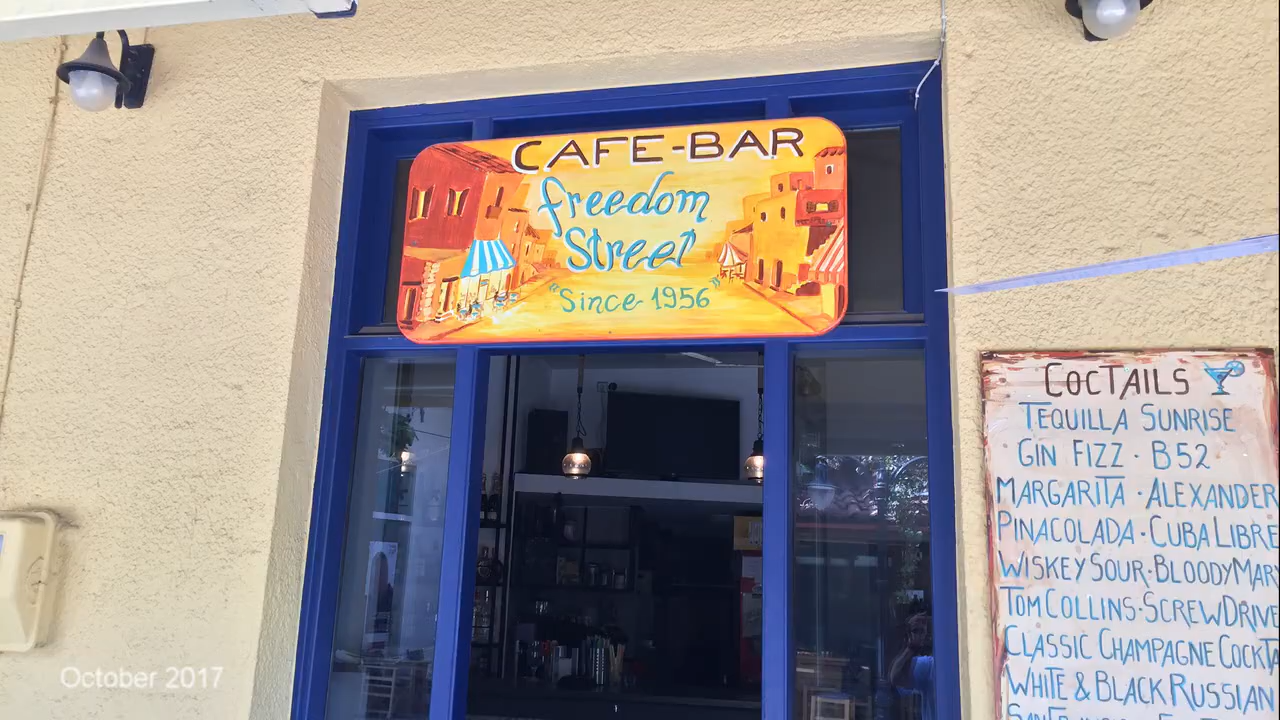 CAFE-BAR
freedom
Street
"Since 1956"
COCTAILS
TEQUILLA SUNRISE
GIN FIZZ · B52
MARGARITA · ALEXANDER
PINACOLADA · CUBA LIBRE
WISKEY SOUR · BLOODY MARY
TOM COLLINS · SCREWDRIVE
CLASSIC CHAMPAGNE COCKTA
WHITE & BLACK RUSSIAN
October 2017